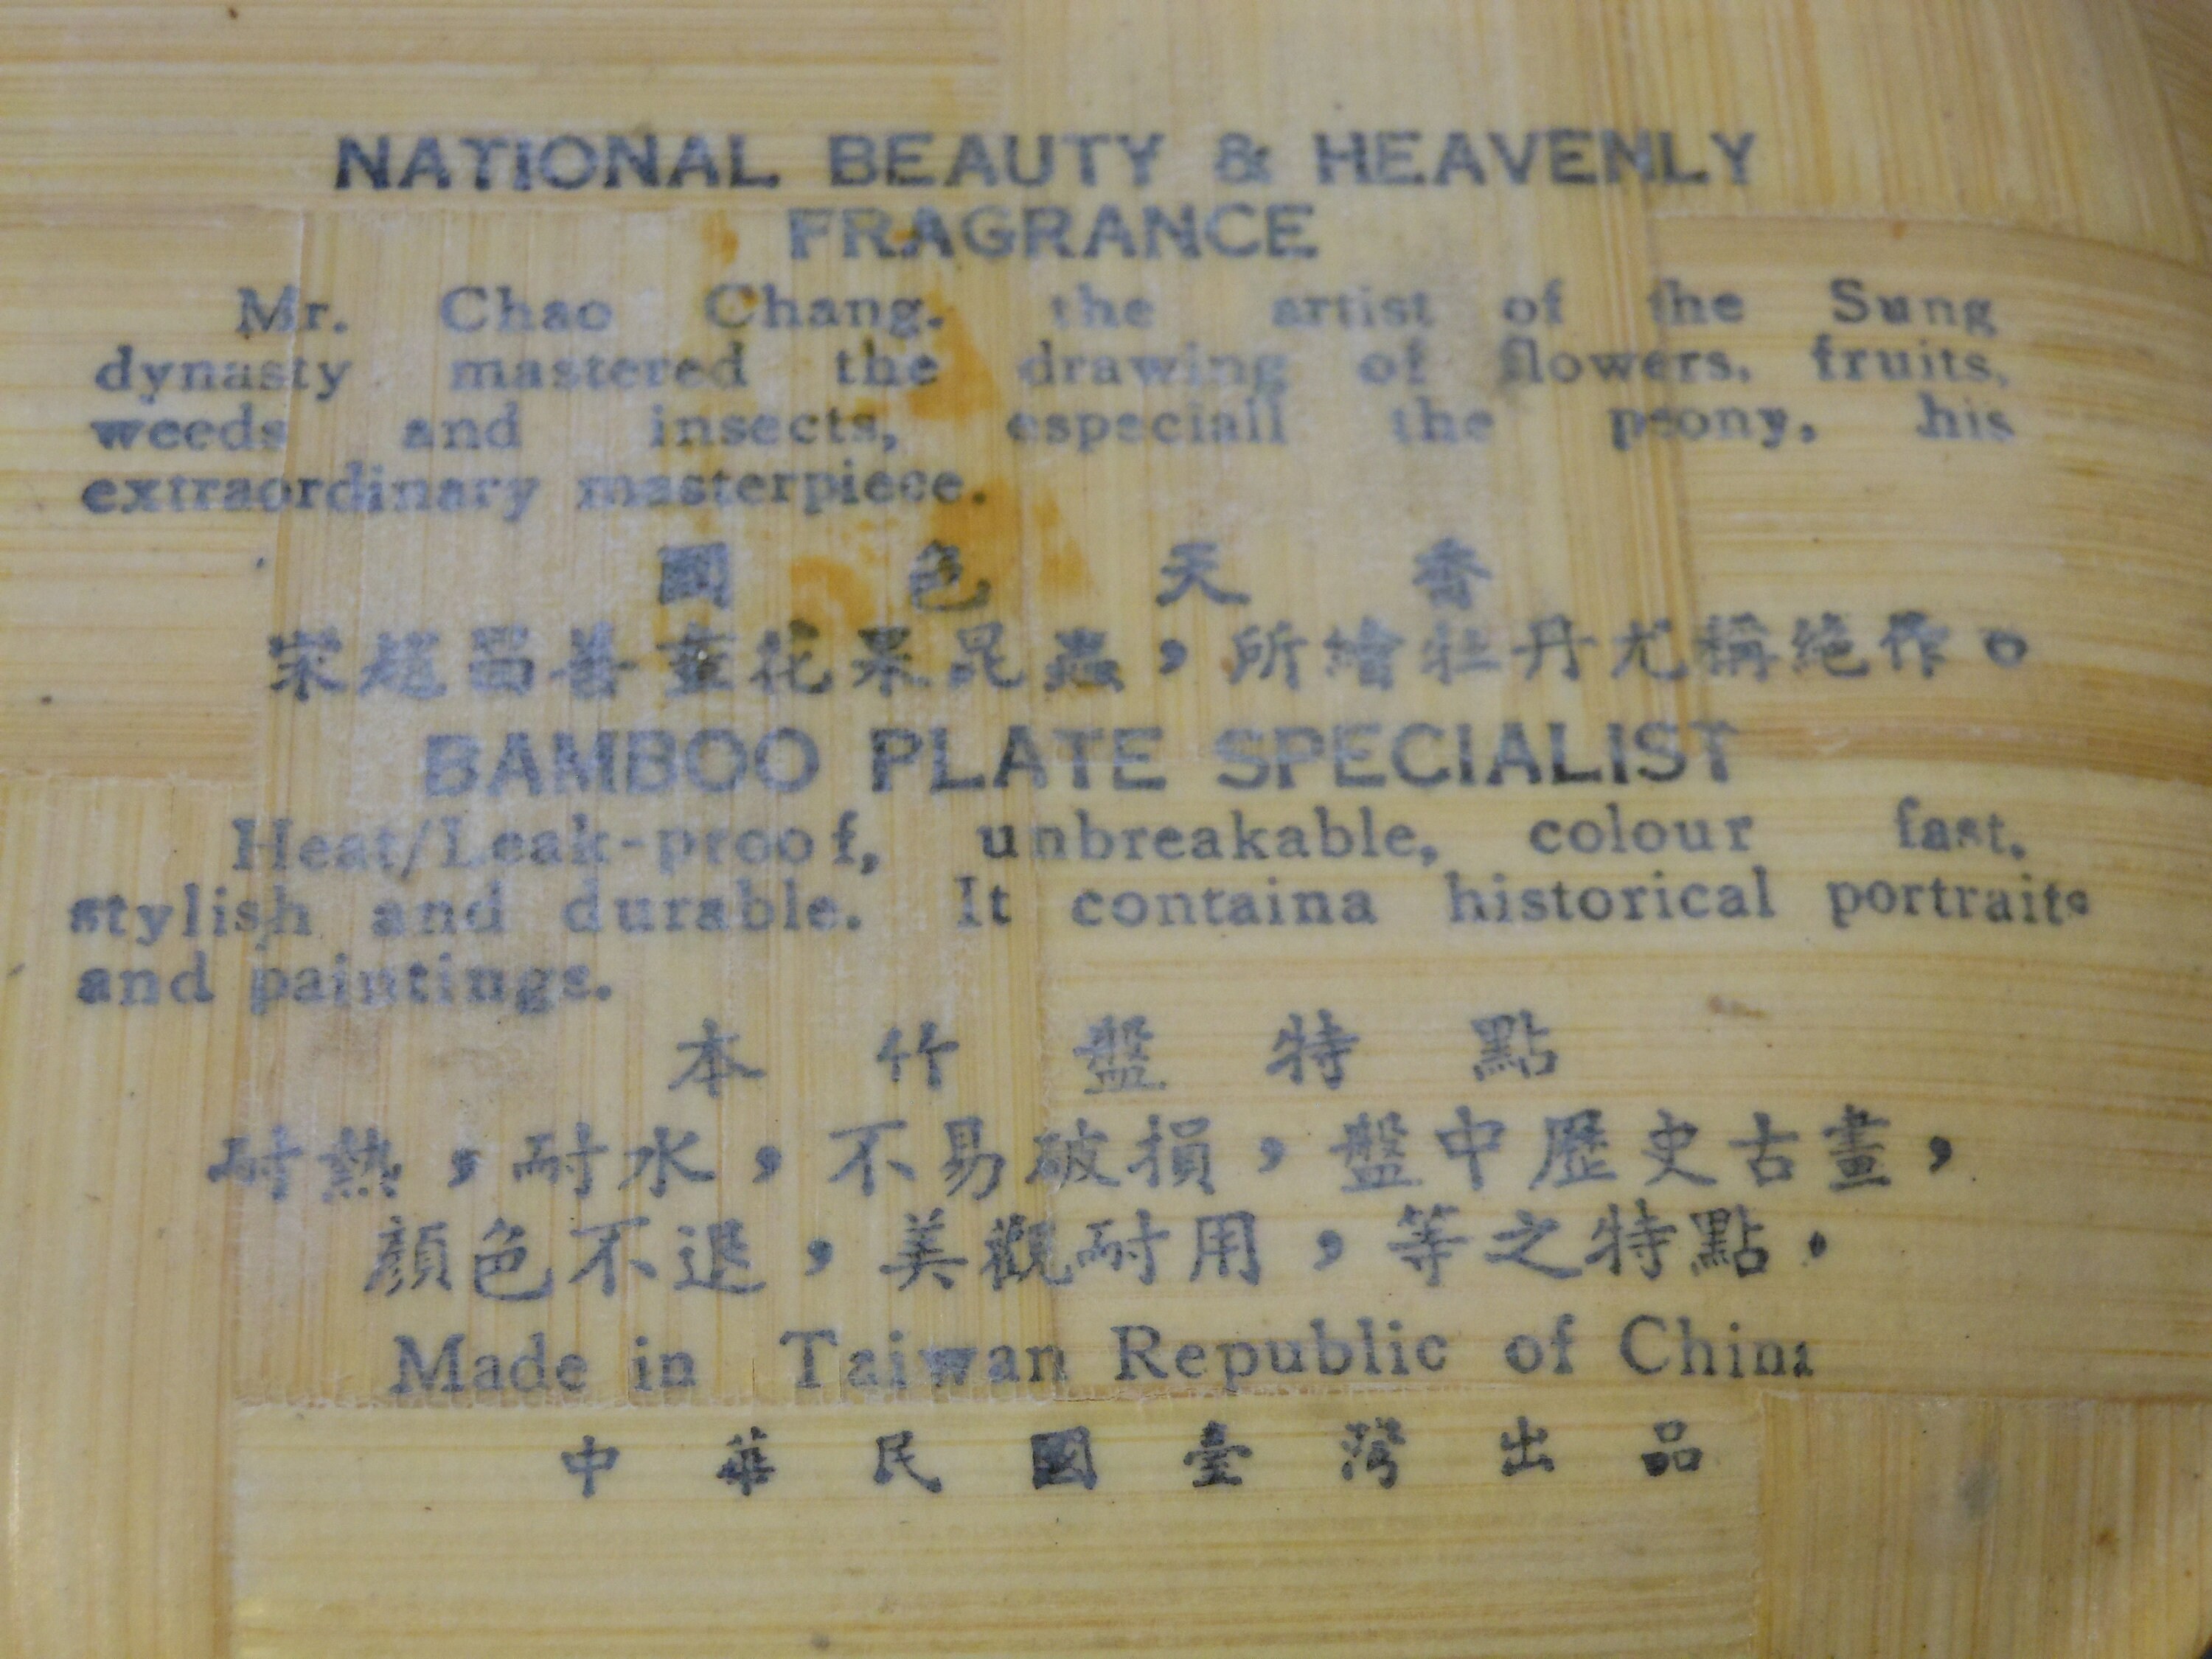 NATIONAL BEAUTY & HEAVENLY
FRAGRANCE
Mr. Chao Chang. the artist of the Sung
dynasty mastered the drawing of flowers. fruits,
weeds and insects, especiall the peony, his
extraordinary masterpiece.
國色天香
宋趙昌善畫花果昆蟲，所繪牡丹尤稱絕作。
BAMBOO PLATE SPECIALIST
Heat/Leak-proof, unbreakable, colour fast.
stylish and durable. It containa historical portraits
and paintings.
本竹盤特點
耐熱，耐水，不易破損，盤中歷史古畫，
顏色不退，美觀耐用，等之特點．
Made in Taiwan Republic of China
中華民國臺灣出品